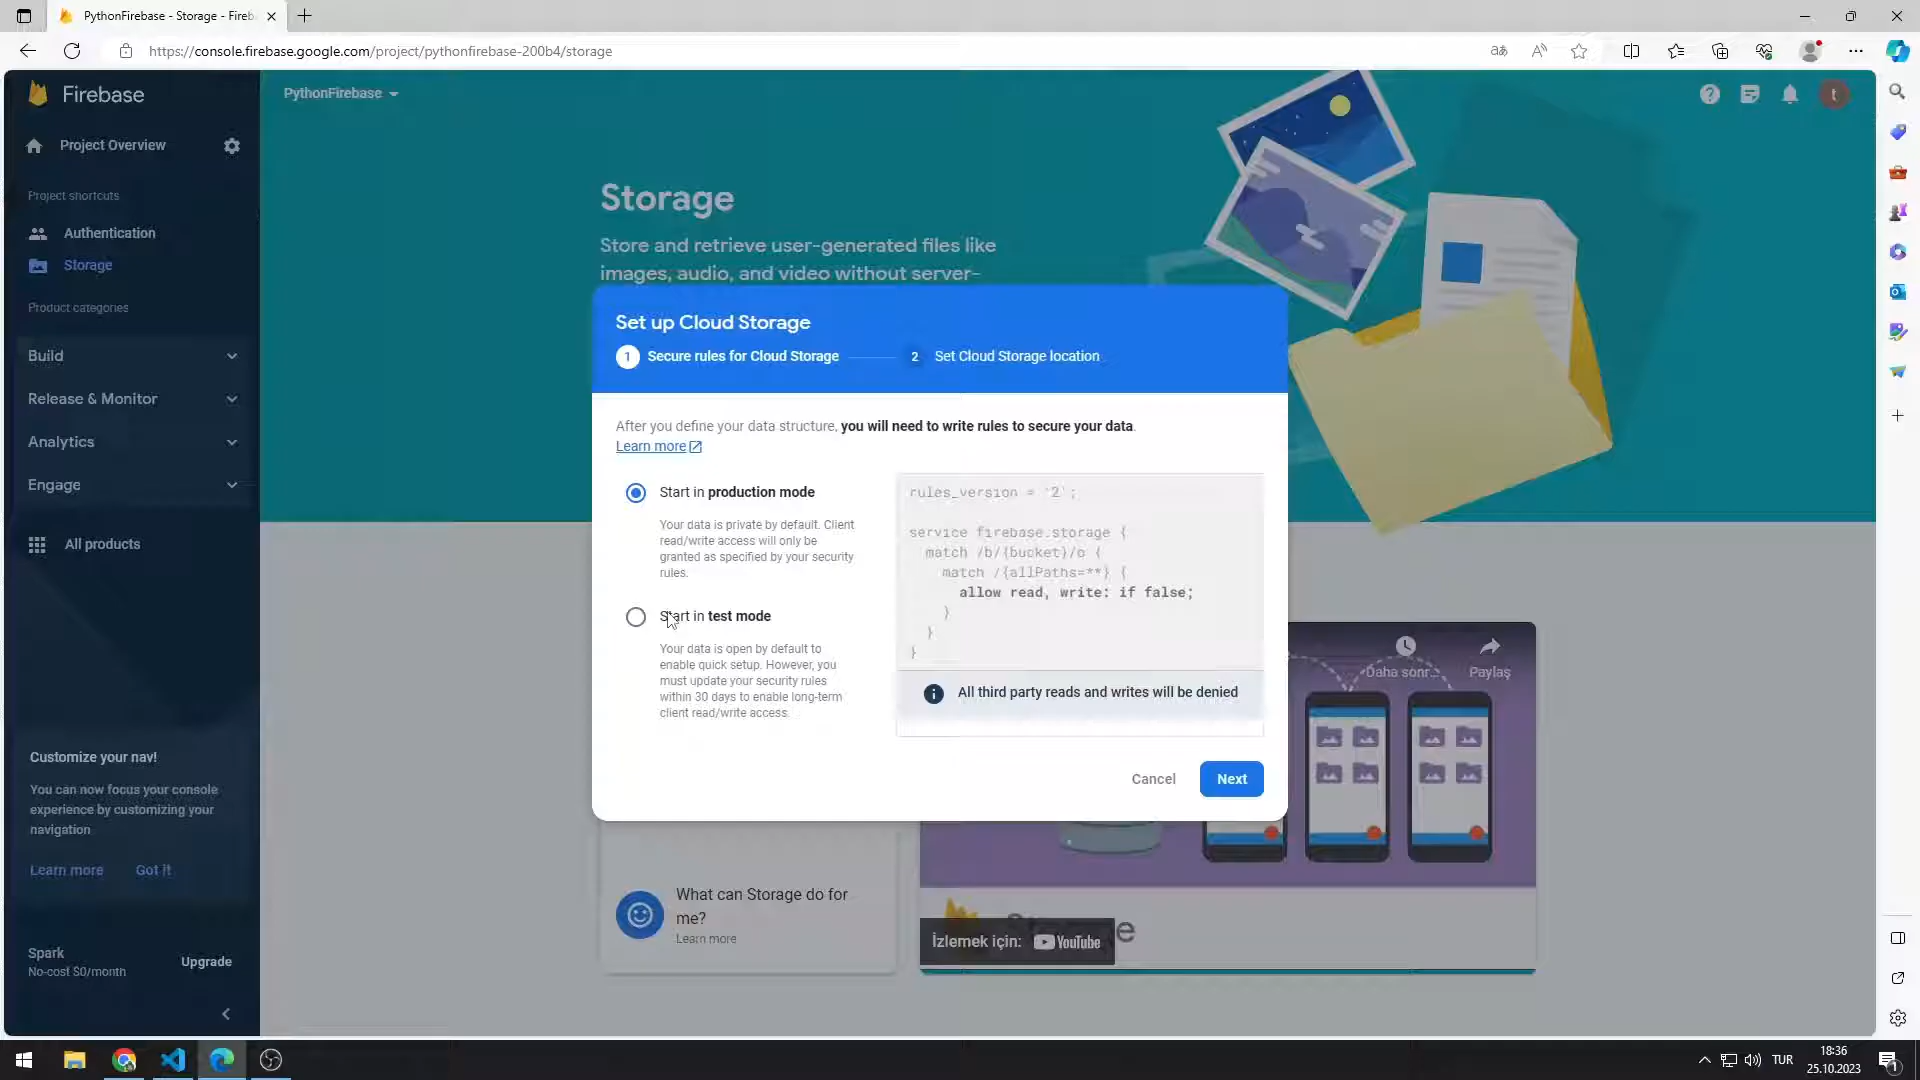 PythonFirebase - Storage - Fireb
https://console.firebase.google.com/project/pythonfirebase-200b4/storage
Firebase
PythonFirebase
t
Project Overview
Project shortcuts
Authentication
Storage
Product categories
Build
Release & Monitor
Analytics
Engage
All products
Customize your nav!
You can now focus your console
experience by customizing your
navigation
Learn more Got it
Spark
No-cost $0/month
Upgrade
Storage
Store and retrieve user-generated files like
images, audio, and video without server-
Set up Cloud Storage
1 Secure rules for Cloud Storage
2 Set Cloud Storage location
After you define your data structure, you will need to write rules to secure your data.
Learn more
Start in production mode
Your data is private by default. Client
read/write access will only be
granted as specified by your security
rules.
Start in test mode
Your data is open by default to
enable quick setup. However, you
must update your security rules
within 30 days to enable long-term
client read/write access.
rules_version = '2';
service firebase.storage {
match /b/{bucket}/o {
match /{allPaths=**} {
allow read, write: if false;
}
}
}
All third party reads and writes will be denied
Cancel
Next
Daha sonr...
Paylaş
What can Storage do for
me?
Learn more
İzlemek için: YouTube
TUR
18:36
25.10.2023
1